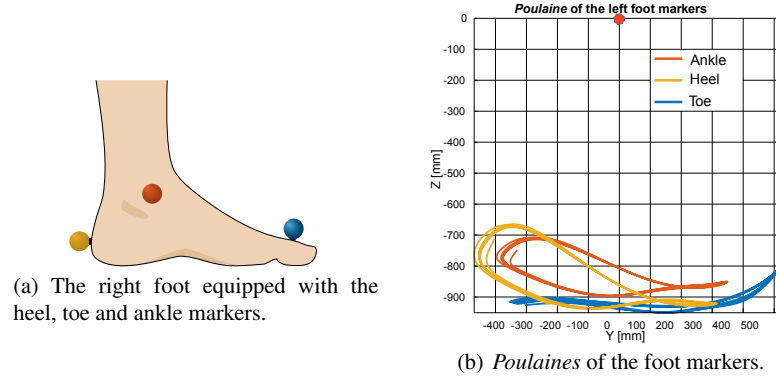 (a) The right foot equipped with the
heel, toe and ankle markers.
Poulaine of the left foot markers
0
-100
-200
-300
-400
-500
-600
-700
-800
-900
Z [mm]
Ankle
Heel
Toe
-400 -300 -200 -100 0 100 200 300 400 500
Y [mm]
(b) Poulaines of the foot markers.